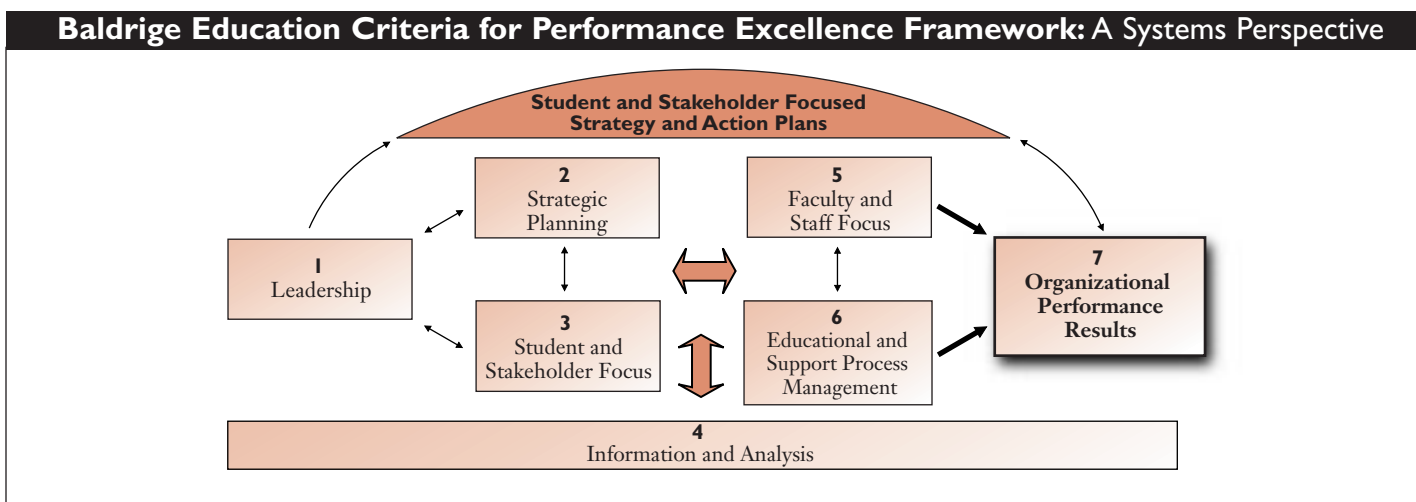 Baldrige Education Criteria for Performance Excellence Framework: A Systems Perspective
Student and Stakeholder Focused
Strategy and Action Plans
1
Leadership
2
Strategic
Planning
3
Student and
Stakeholder Focus
5
Faculty and
Staff Focus
6
Educational and
Support Process
Management
7
Organizational
Performance
Results
4
Information and Analysis